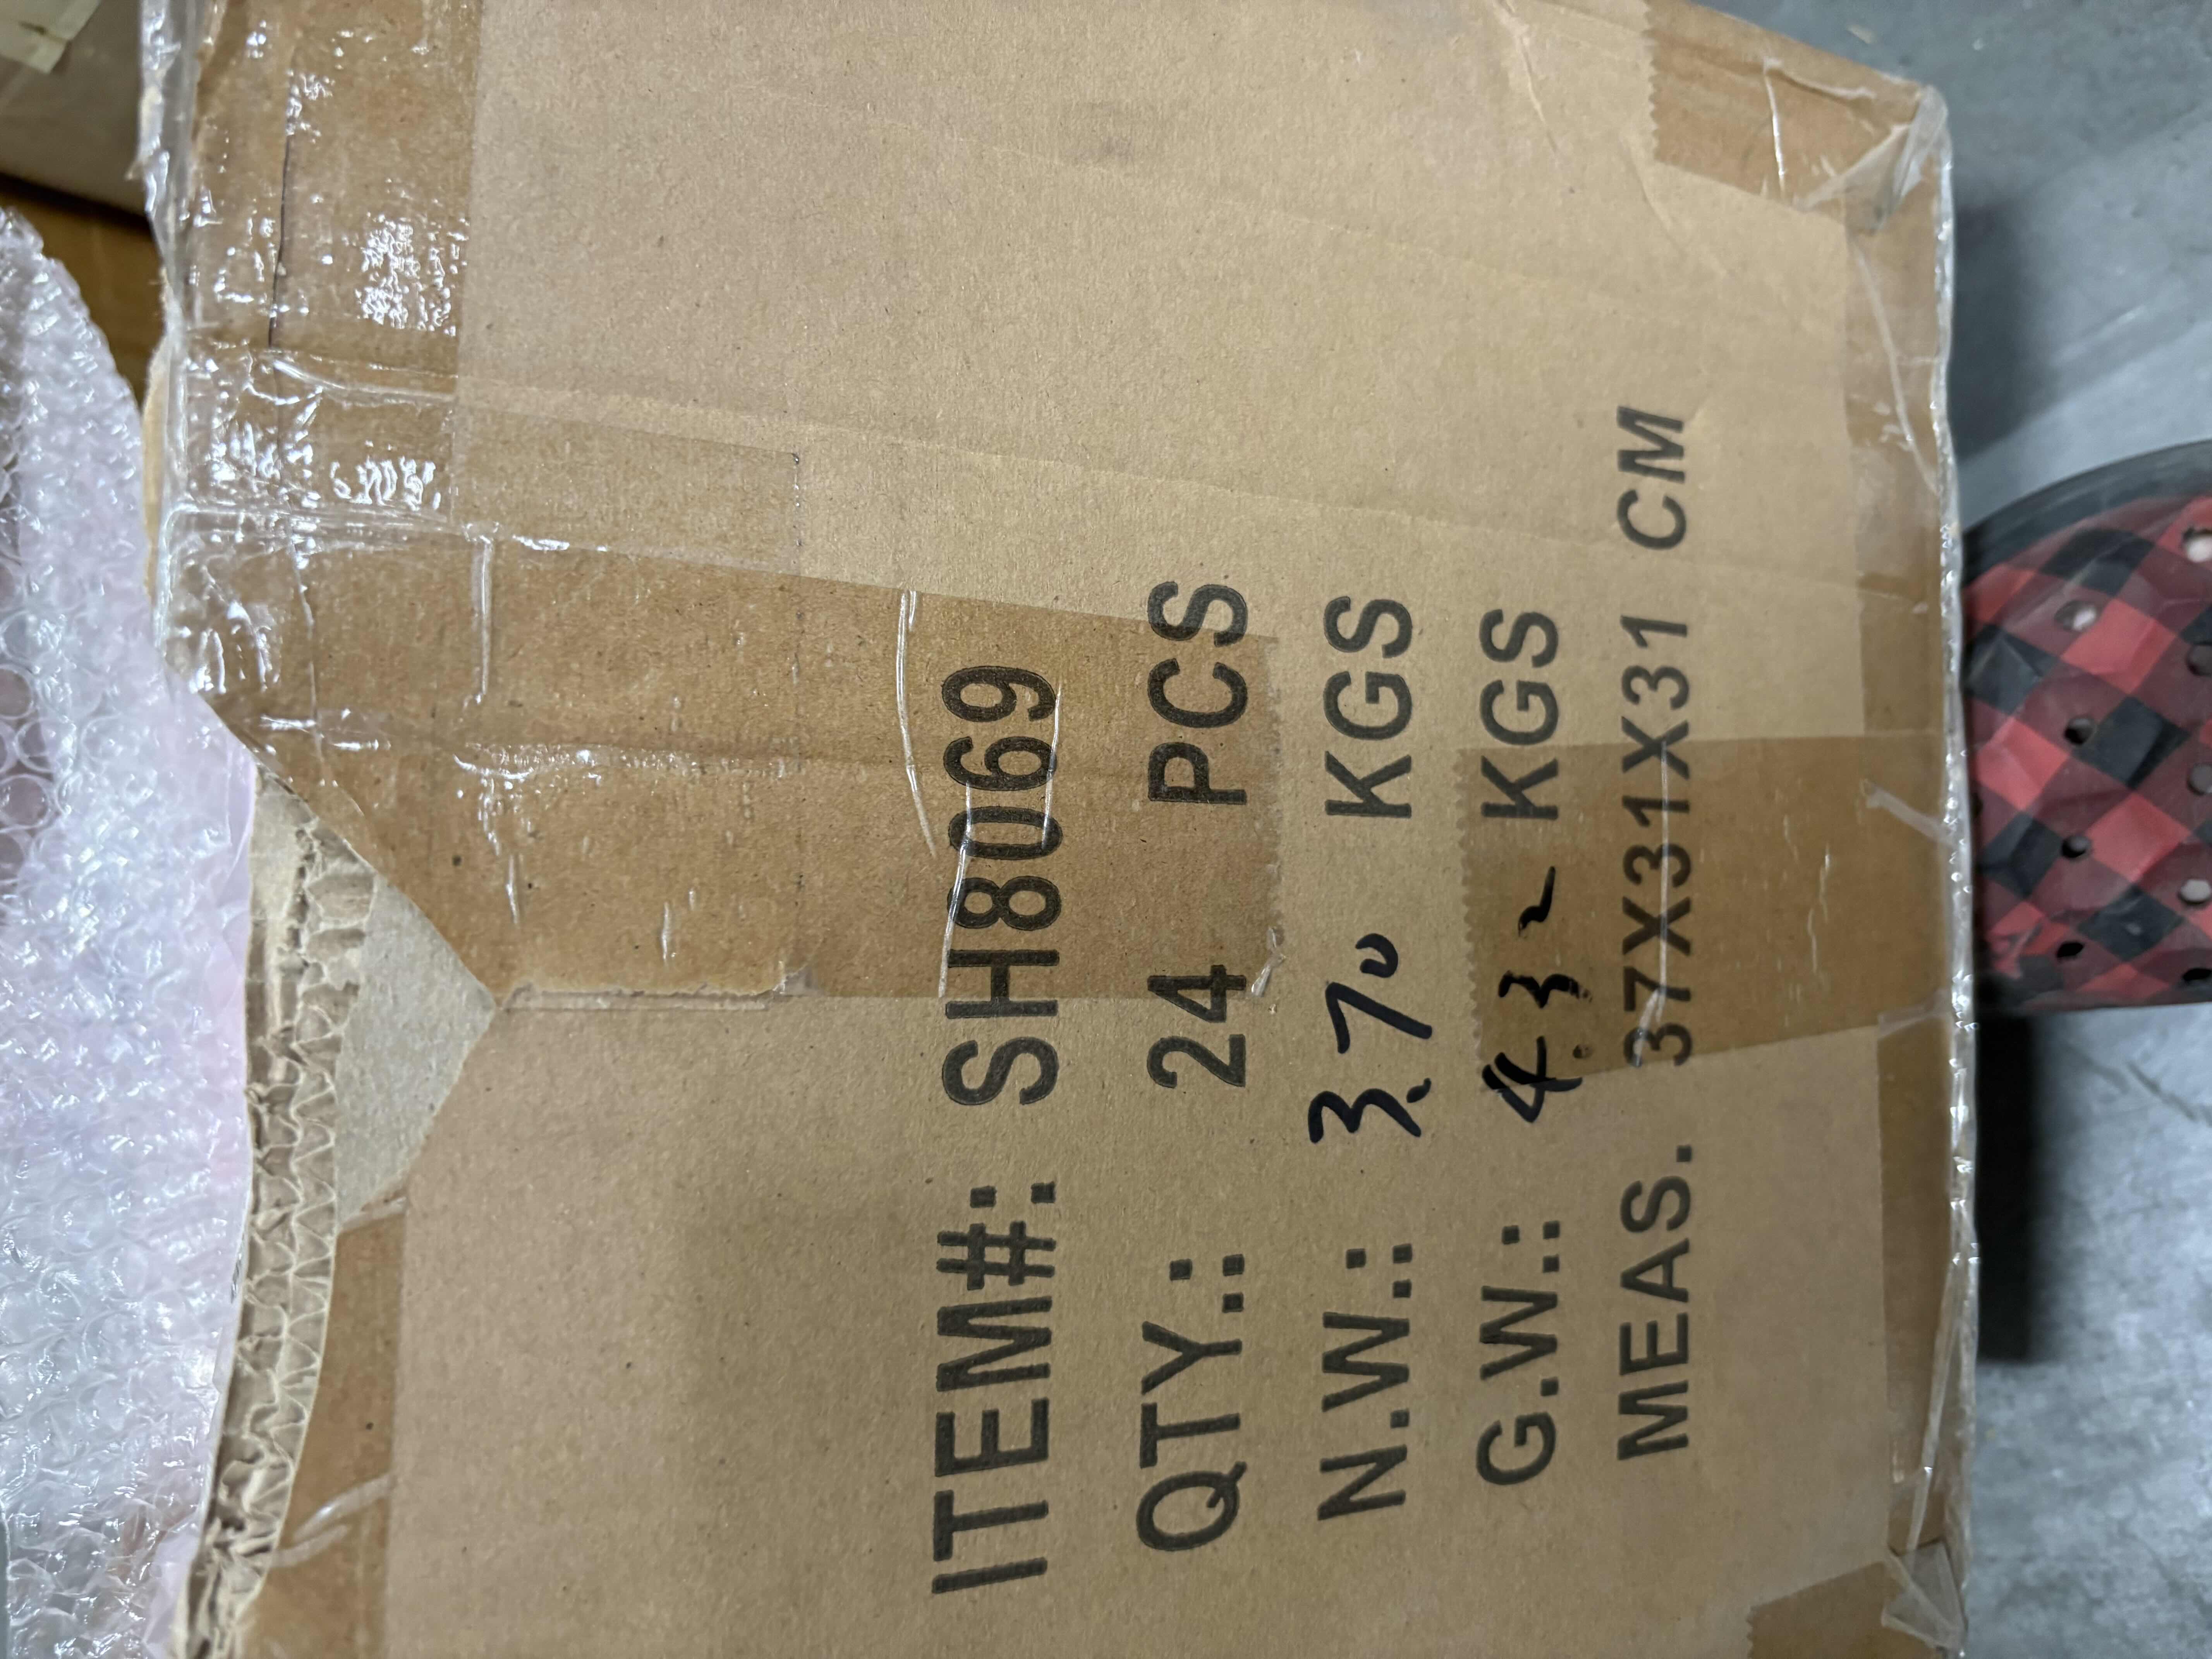 ITEM#: SH8069
QTY.: 24 PCS
N.W.: 3.70 KGS
G.W.: 4.32 KGS
MEAS. 37X31X31 CM